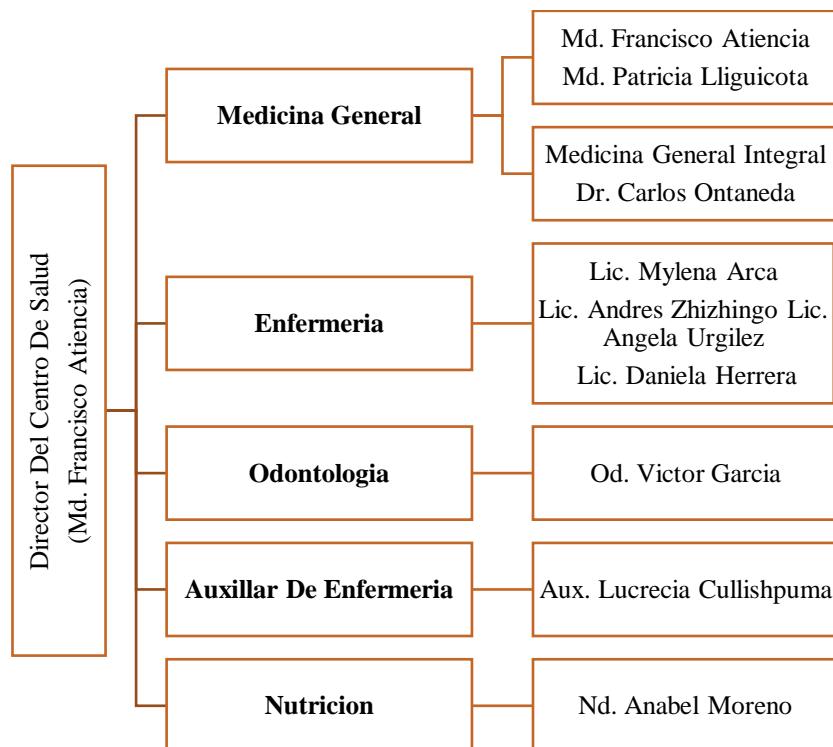 Director Del Centro De Salud
(Md. Francisco Atiencia)
Medicina General
Md. Francisco Atiencia
Md. Patricia Lliguicota
Medicina General Integral
Dr. Carlos Ontaneda
Enfermeria
Lic. Mylena Arca
Lic. Andres Zhizhingo Lic.
Angela Urgilez
Lic. Daniela Herrera
Odontologia
Od. Victor Garcia
Auxillar De Enfermeria
Aux. Lucrecia Cullishpuma
Nutricion
Nd. Anabel Moreno